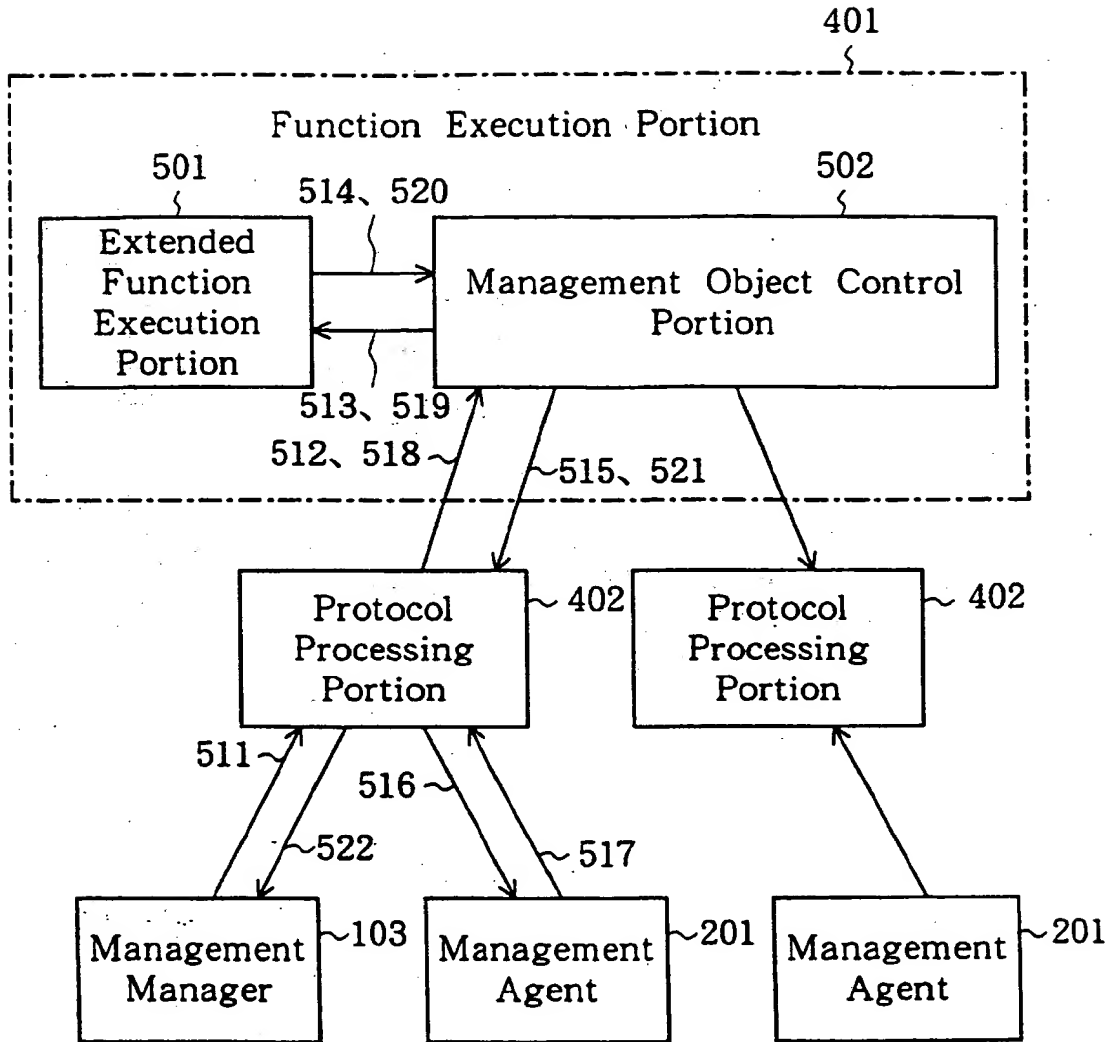 401
Function Execution Portion
501
514、520
502
Extended
Function
Execution
Portion
Management Object Control
Portion
513、519
512、518
515、521
Protocol
Processing
Portion
402
Protocol
Processing
Portion
402
511
516
522
517
Management
Manager
103
Management
Agent
201
Management
Agent
201